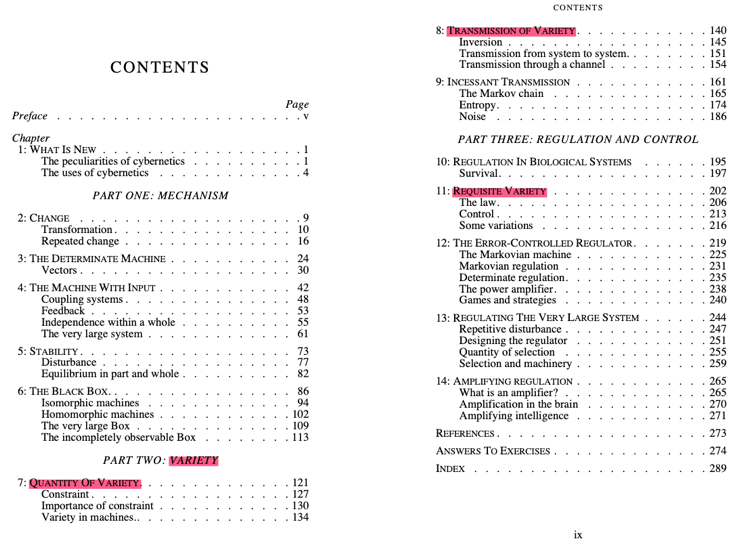 CONTENTS
Page
Preface . . . . . . . . . . . . . . . . . . . . . . v
Chapter
1: WHAT IS NEW . . . . . . . . . . . . . . . . . . 1
The peculiarities of cybernetics . . . . . . . . . 1
The uses of cybernetics . . . . . . . . . . . . 4
PART ONE: MECHANISM
2: CHANGE . . . . . . . . . . . . . . . . . . . 9
Transformation . . . . . . . . . . . . . . . . 10
Repeated change . . . . . . . . . . . . . . . 16
3: THE DETERMINATE MACHINE . . . . . . . . . . . 24
Vectors . . . . . . . . . . . . . . . . . . . 30
4: THE MACHINE WITH INPUT . . . . . . . . . . . . 42
Coupling systems . . . . . . . . . . . . . . . 48
Feedback . . . . . . . . . . . . . . . . . . 53
Independence within a whole . . . . . . . . . . 55
The very large system . . . . . . . . . . . . . 61
5: STABILITY . . . . . . . . . . . . . . . . . . . 73
Disturbance . . . . . . . . . . . . . . . . . 77
Equilibrium in part and whole . . . . . . . . . . 82
6: THE BLACK BOX. . . . . . . . . . . . . . . . . 86
Isomorphic machines . . . . . . . . . . . . . 94
Homomorphic machines . . . . . . . . . . . . 102
The very large Box . . . . . . . . . . . . . . 109
The incompletely observable Box . . . . . . . . 113
PART TWO: VARIETY
7: QUANTITY OF VARIETY. . . . . . . . . . . . . . 121
Constraint . . . . . . . . . . . . . . . . . . 127
Importance of constraint . . . . . . . . . . . . 130
Variety in machines.. . . . . . . . . . . . . . 134
CONTENTS
8: TRANSMISSION OF VARIETY . . . . . . . . . . . . 140
Inversion . . . . . . . . . . . . . . . . . . 145
Transmission from system to system. . . . . . . . 151
Transmission through a channel . . . . . . . . . 154
9: INCESSANT TRANSMISSION . . . . . . . . . . . . 161
The Markov chain . . . . . . . . . . . . . . 165
Entropy. . . . . . . . . . . . . . . . . . . 174
Noise . . . . . . . . . . . . . . . . . . . 186
PART THREE: REGULATION AND CONTROL
10: REGULATION IN BIOLOGICAL SYSTEMS . . . . . . 195
Survival. . . . . . . . . . . . . . . . . . . 197
11: REQUISITE VARIETY . . . . . . . . . . . . . . 202
The law. . . . . . . . . . . . . . . . . . . 206
Control . . . . . . . . . . . . . . . . . . . 213
Some variations . . . . . . . . . . . . . . . 216
12: THE ERROR-CONTROLLED REGULATOR. . . . . . . 219
The Markovian machine . . . . . . . . . . . . 225
Markovian regulation . . . . . . . . . . . . . 231
Determinate regulation. . . . . . . . . . . . . 235
The power amplifier. . . . . . . . . . . . . . 238
Games and strategies . . . . . . . . . . . . . 240
13: REGULATING THE VERY LARGE SYSTEM . . . . . . 244
Repetitive disturbance . . . . . . . . . . . . . 247
Designing the regulator . . . . . . . . . . . . 251
Quantity of selection . . . . . . . . . . . . . 255
Selection and machinery . . . . . . . . . . . . 259
14: AMPLIFYING REGULATION . . . . . . . . . . . . 265
What is an amplifier? . . . . . . . . . . . . . 265
Amplification in the brain . . . . . . . . . . . 270
Amplifying intelligence . . . . . . . . . . . . 271
REFERENCES . . . . . . . . . . . . . . . . . . . 273
ANSWERS TO EXERCISES . . . . . . . . . . . . . . 274
INDEX . . . . . . . . . . . . . . . . . . . . . 289
ix